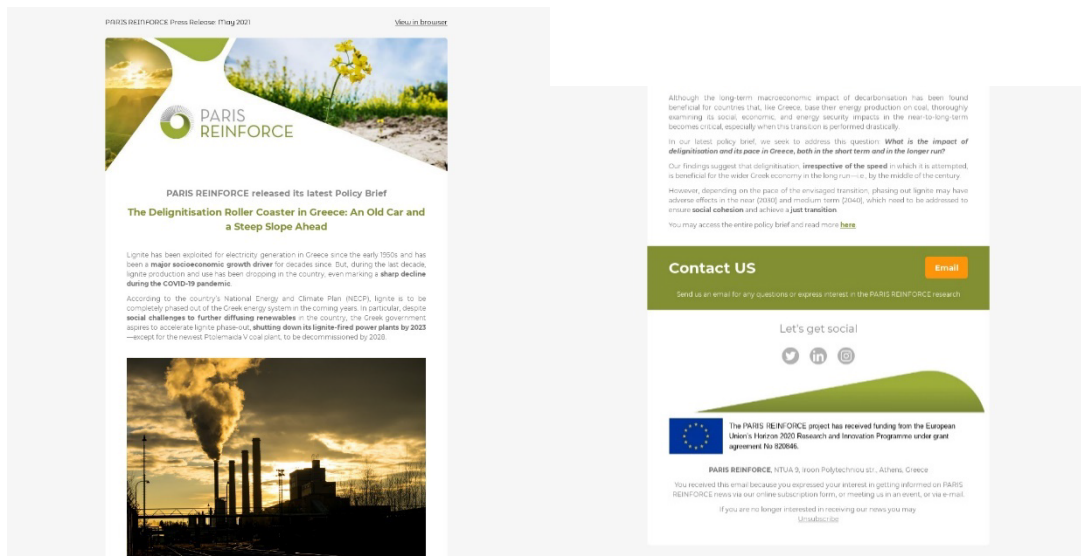 PARIS REINFORCE Press Release: May 2021
View in browser
PARIS
REINFORCE
PARIS REINFORCE released its latest Policy Brief
The Delignitisation Roller Coaster in Greece: An Old Car and
a Steep Slope Ahead
Lignite has been exploited for electricity generation in Greece since the early 1950s and has
been a major socioeconomic growth driver for decades since. But, during the last decade,
lignite production and use has been dropping in the country, even marking a sharp decline
during the COVID-19 pandemic.
According to the country's National Energy and Climate Plan (NECP), lignite is to be
completely phased out of the Greek energy system in the coming years. In particular, despite
social challenges to further diffusing renewables in the country, the Greek government
aspires to accelerate lignite phase-out, shutting down its lignite-fired power plants by 2023
—except for the newest Ptolemaida V coal plant, to be decommissioned by 2028.
Although the long-term macroeconomic impact of decarbonisation has been found
beneficial for countries that, like Greece, base their energy production on coal, thoroughly
examining its social, economic, and energy security impacts in the near-to-long-term
becomes critical, especially when this transition is performed drastically.
In our latest policy brief, we seek to address this question: What is the impact of
delignitisation and its pace in Greece, both in the short term and in the longer run?
Our findings suggest that delignitisation, irrespective of the speed in which it is attempted,
is beneficial for the wider Greek economy in the long run—i.e., by the middle of the century.
However, depending on the pace of the envisaged transition, phasing out lignite may have
adverse effects in the near (2030) and medium term (2040), which need to be addressed to
ensure social cohesion and achieve a just transition.
You may access the entire policy brief and read more here
Contact US
Email
Send us an email for any questions or express interest in the PARIS REINFORCE research
Let's get social
The PARIS REINFORCE project has received funding from the European
Union's Horizon 2020 Research and Innovation Programme under grant
agreement No 820846.
PARIS REINFORCE, NTUA 9, Iroon Polytechniou str., Athens, Greece
You received this email because you expressed your interest in getting informed on PARIS
REINFORCE news via our online subscription form, or meeting us in an event, or via e-mail.
If you are no longer interested in receiving our news you may
Unsubscribe